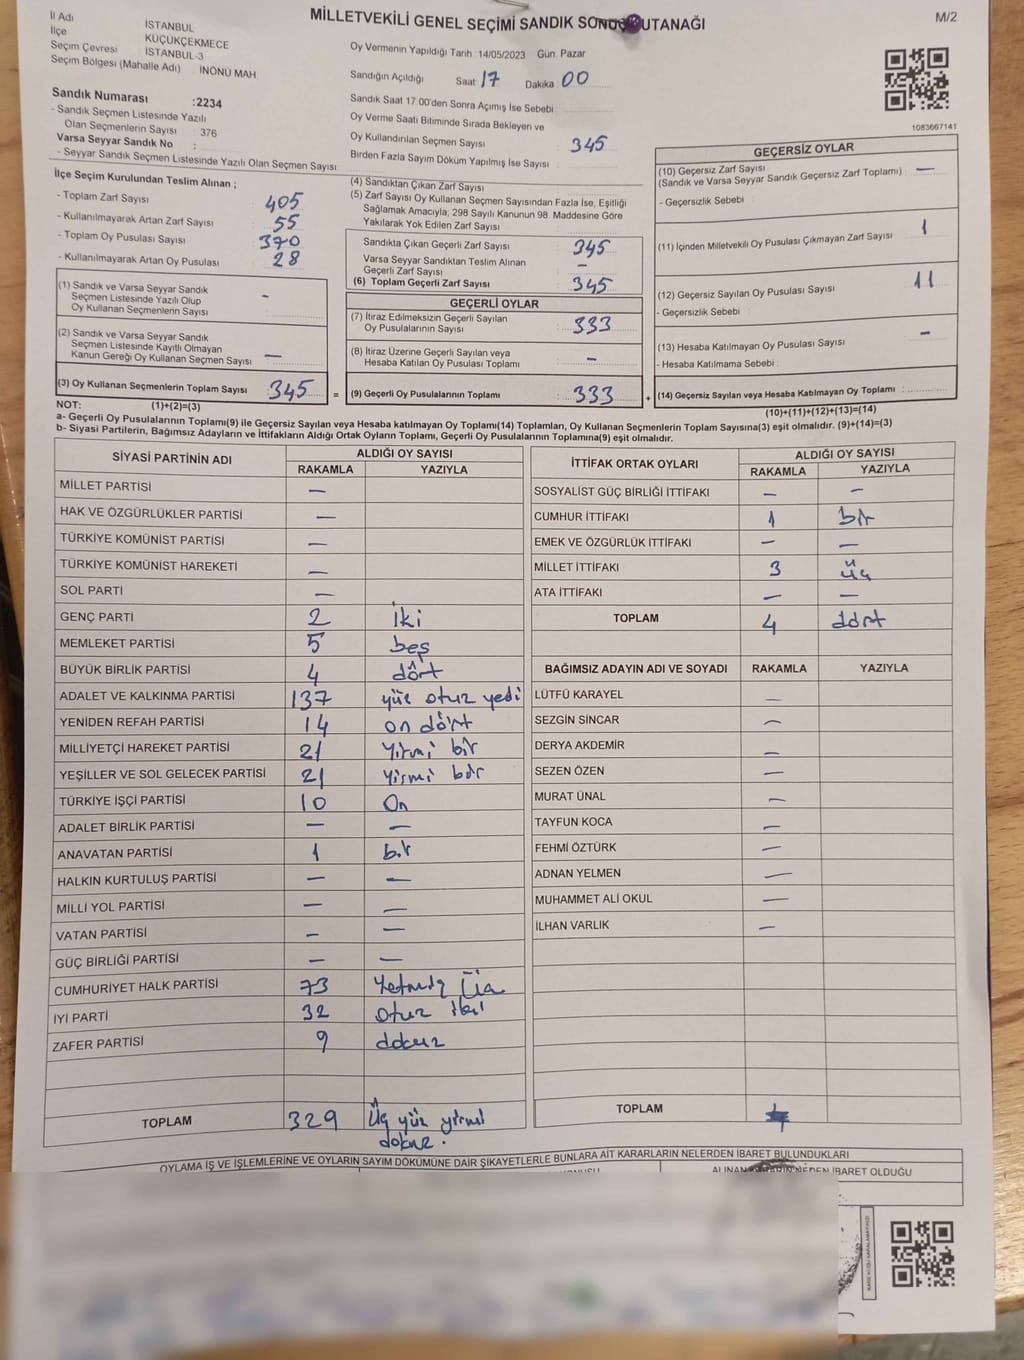 MİLLETVEKİLİ GENEL SEÇİMİ SANDIK SONUÇ TUTANAĞI
M/2
İl Adı İSTANBUL
İlçe KÜÇÜKÇEKMECE
Seçim Çevresi İSTANBUL-3
Seçim Bölgesi (Mahalle Adı) İNÖNÜ MAH.
Sandık Numarası :2234
- Sandık Seçmen Listesinde Yazılı
Olan Seçmenlerin Sayısı 376
Varsa Seyyar Sandık No :
- Seyyar Sandık Seçmen Listesinde Yazılı Olan Seçmen Sayısı
Oy Vermenin Yapıldığı Tarih :14/05/2023 Gün :Pazar
Sandığın Açıldığı Saat 17 Dakika 00
Sandık Saat 17:00'den Sonra Açımış İse Sebebi :
Oy Verme Saati Bitiminde Sırada Bekleyen ve
Oy Kullandırılan Seçmen Sayısı : 345
Birden Fazla Sayım Döküm Yapılmış İse Sayısı :
1083667141
İlçe Seçim Kurulundan Teslim Alınan ;
- Toplam Zarf Sayısı : 405
- Kullanılmayarak Artan Zarf Sayısı : 55
- Toplam Oy Pusulası Sayısı : 370
- Kullanılmayarak Artan Oy Pusulası : 28
(1) Sandık ve Varsa Seyyar Sandık
Seçmen Listesinde Yazılı Olup
Oy Kullanan Seçmenlerin Sayısı : -
(2) Sandık ve Varsa Seyyar Sandık
Seçmen Listesinde Kayıtlı Olmayan
Kanun Gereği Oy Kullanan Seçmen Sayısı : -
(3) Oy Kullanan Seçmenlerin Toplam Sayısı : 345
(1)+(2)=(3)
(4) Sandıktan Çıkan Zarf Sayısı :
(5) Zarf Sayısı Oy Kullanan Seçmen Sayısından Fazla İse, Eşitliği
Sağlamak Amacıyla, 298 Sayılı Kanunun 98. Maddesine Göre
Yakılarak Yok Edilen Zarf Sayısı :
Sandıkta Çıkan Geçerli Zarf Sayısı : 345
Varsa Seyyar Sandıktan Teslim Alınan
Geçerli Zarf Sayısı : -
(6) Toplam Geçerli Zarf Sayısı : 345
GEÇERLİ OYLAR
(7) İtiraz Edilmeksizin Geçerli Sayılan
Oy Pusulalarının Sayısı : 333
(8) İtiraz Üzerine Geçerli Sayılan veya
Hesaba Katılan Oy Pusulası Toplamı : -
= (9) Geçerli Oy Pusulalarının Toplamı : 333
GEÇERSİZ OYLAR
(10) Geçersiz Zarf Sayısı
(Sandık ve Varsa Seyyar Sandık Geçersiz Zarf Toplamı) : -
- Geçersizlik Sebebi :
(11) İçinden Milletvekili Oy Pusulası Çıkmayan Zarf Sayısı : 1
(12) Geçersiz Sayılan Oy Pusulası Sayısı : 11
- Geçersizlik Sebebi :
(13) Hesaba Katılmayan Oy Pusulası Sayısı : -
- Hesaba Katılmama Sebebi :
+ (14) Geçersiz Sayılan veya Hesaba Katılmayan Oy Toplamı :
(10)+(11)+(12)+(13)=(14)
NOT:
a- Geçerli Oy Pusulalarının Toplamı(9) ile Geçersiz Sayılan veya Hesaba katılmayan Oy Toplamı(14) Toplamları, Oy Kullanan Seçmenlerin Toplam Sayısına(3) eşit olmalıdır. (9)+(14)=(3)
b- Siyasi Partilerin, Bağımsız Adayların ve İttifakların Aldığı Ortak Oyların Toplamı, Geçerli Oy Pusulalarının Toplamına(9) eşit olmalıdır.
SİYASİ PARTİNİN ADI ALDIĞI OY SAYISI
RAKAMLA YAZIYLA
MİLLET PARTİSİ -
HAK VE ÖZGÜRLÜKLER PARTİSİ -
TÜRKİYE KOMÜNİST PARTİSİ -
TÜRKİYE KOMÜNİST HAREKETİ -
SOL PARTİ -
GENÇ PARTİ 2 iki
MEMLEKET PARTİSİ 5 beş
BÜYÜK BİRLİK PARTİSİ 4 dört
ADALET VE KALKINMA PARTİSİ 137 yüz otuz yedi
YENİDEN REFAH PARTİSİ 14 on dört
MİLLİYETÇİ HAREKET PARTİSİ 21 yirmi bir
YEŞİLLER VE SOL GELECEK PARTİSİ 21 yirmi bir
TÜRKİYE İŞÇİ PARTİSİ 10 On
ADALET BİRLİK PARTİSİ - -
ANAVATAN PARTİSİ 1 bir
HALKIN KURTULUŞ PARTİSİ - -
MİLLİ YOL PARTİSİ - -
VATAN PARTİSİ - -
GÜÇ BİRLİĞİ PARTİSİ - -
CUMHURİYET HALK PARTİSİ 73 Yetmiş Üç
İYİ PARTİ 32 otuz iki
ZAFER PARTİSİ 9 dokuz
TOPLAM 329 Üç yüz yirmi
dokuz.
İTTİFAK ORTAK OYLARI ALDIĞI OY SAYISI
RAKAMLA YAZIYLA
SOSYALİST GÜÇ BİRLİĞİ İTTİFAKI - -
CUMHUR İTTİFAKI 1 bir
EMEK VE ÖZGÜRLÜK İTTİFAKI - -
MİLLET İTTİFAKI 3 üç
ATA İTTİFAKI - -
TOPLAM 4 dört
BAĞIMSIZ ADAYIN ADI VE SOYADI RAKAMLA YAZIYLA
LÜTFÜ KARAYEL -
SEZGİN SİNCAR -
DERYA AKDEMİR -
SEZEN ÖZEN -
MURAT ÜNAL -
TAYFUN KOCA -
FEHMİ ÖZTÜRK -
ADNAN YELMEN -
MUHAMMET ALİ OKUL -
İLHAN VARLIK -
TOPLAM
OYLAMA İŞ VE İŞLEMLERİNE VE OYLARIN SAYIM DÖKÜMÜNE DAİR ŞİKAYETLERLE BUNLARA AİT KARARLARIN NELERDEN İBARET BULUNDUKLARI
ALINAN KARARIN NEDEN İBARET OLDUĞU